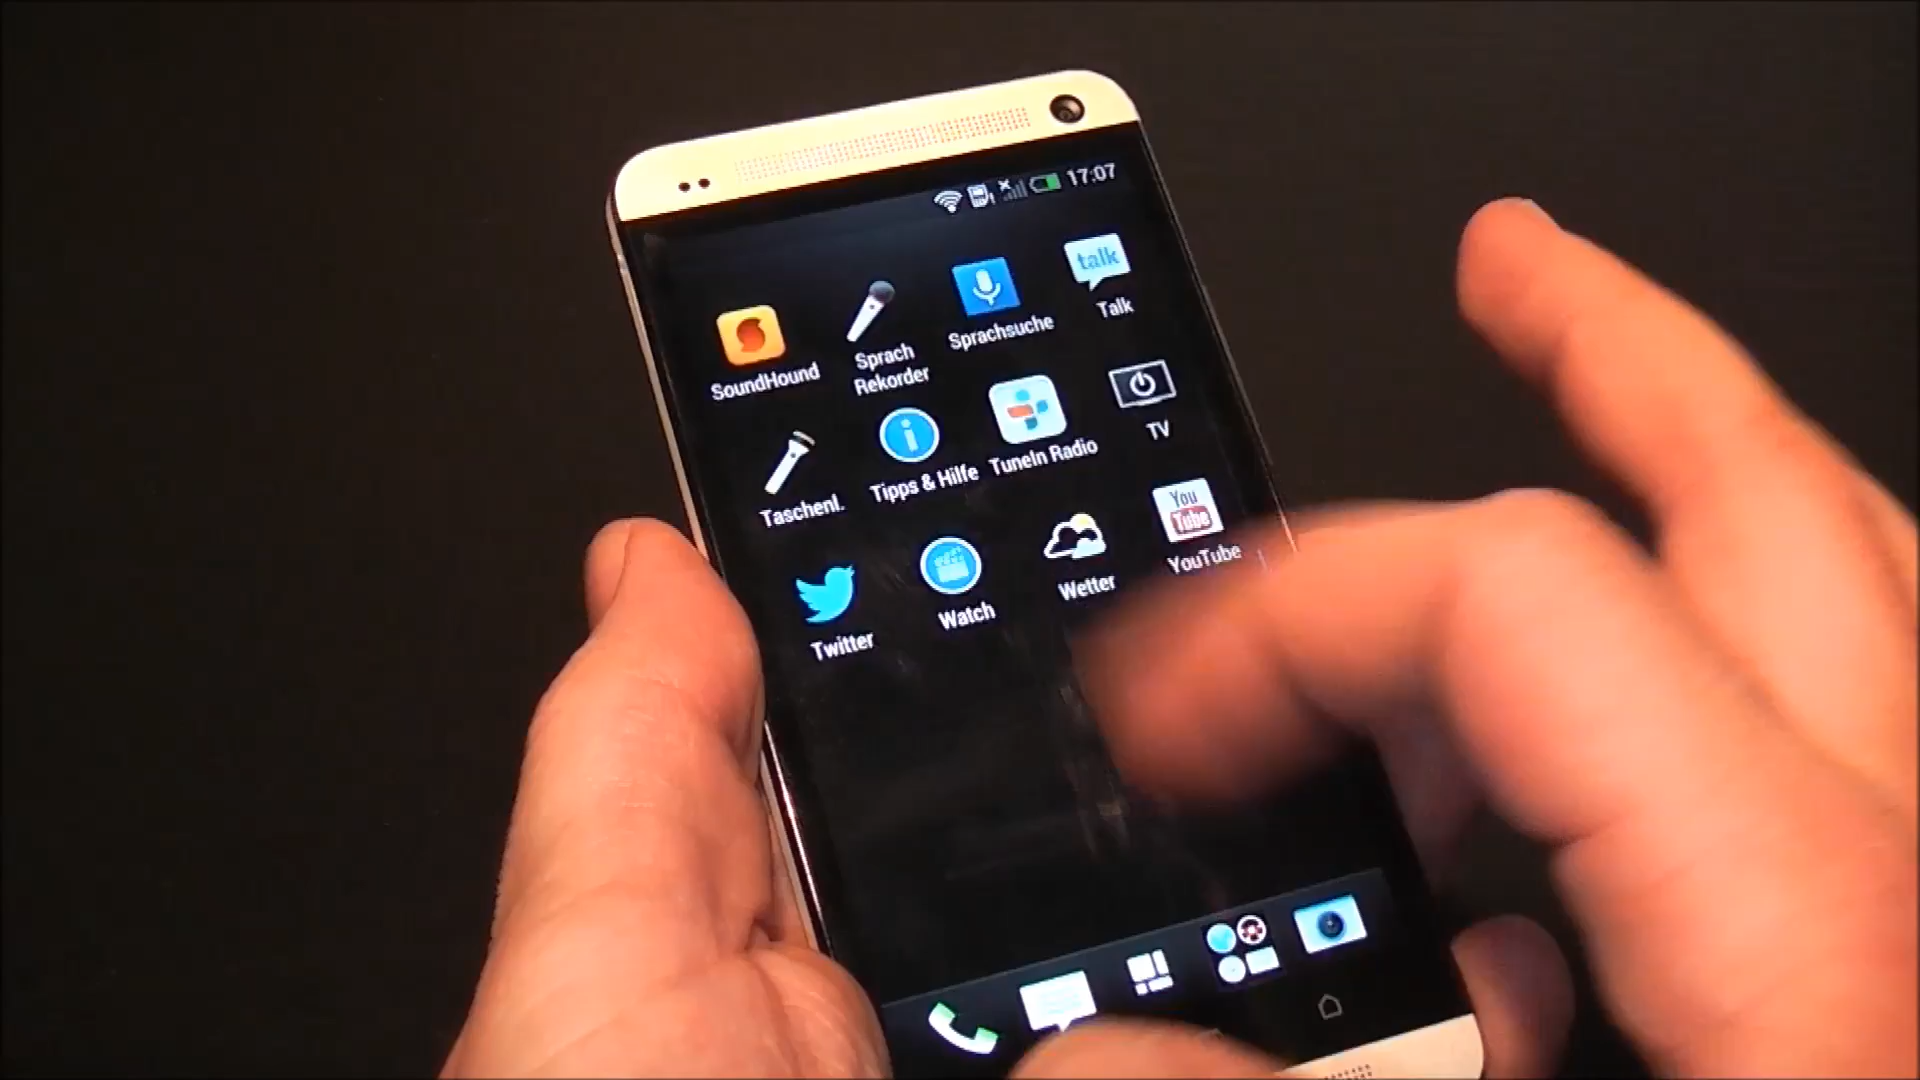 17:07
talk
SoundHound
Sprach
Rekorder
Sprachsuche
Talk
Taschenl.
Tipps & Hilfe
TuneIn Radio
TV
You
Tube
Twitter
Watch
Wetter
YouTube